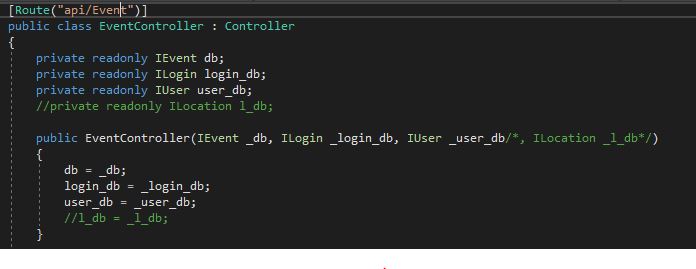 [Route("api/Event")]
public class EventController : Controller
{
private readonly IEvent db;
private readonly ILogin login_db;
private readonly IUser user_db;
//private readonly ILocation l_db;
public EventController(IEvent _db, ILogin _login_db, IUser _user_db/*, ILocation _l_db*/)
{
db = _db;
login_db = _login_db;
user_db = _user_db;
//l_db = _l_db;
}